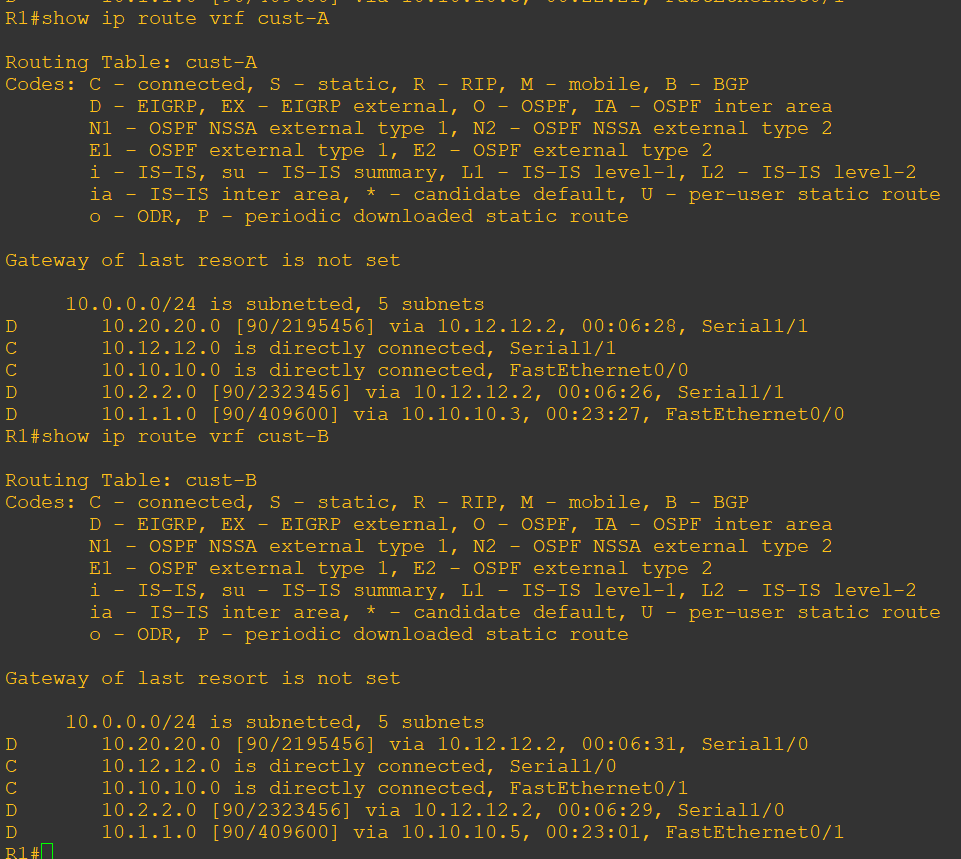 R1#show ip route vrf cust-A
Routing Table: cust-A
Codes: C - connected, S - static, R - RIP, M - mobile, B - BGP
       D - EIGRP, EX - EIGRP external, O - OSPF, IA - OSPF inter area
       N1 - OSPF NSSA external type 1, N2 - OSPF NSSA external type 2
       E1 - OSPF external type 1, E2 - OSPF external type 2
       i - IS-IS, su - IS-IS summary, L1 - IS-IS level-1, L2 - IS-IS level-2
       ia - IS-IS inter area, * - candidate default, U - per-user static route
       o - ODR, P - periodic downloaded static route
Gateway of last resort is not set
     10.0.0.0/24 is subnetted, 5 subnets
D       10.20.20.0 [90/2195456] via 10.12.12.2, 00:06:28, Serial1/1
C       10.12.12.0 is directly connected, Serial1/1
C       10.10.10.0 is directly connected, FastEthernet0/0
D       10.2.2.0 [90/2323456] via 10.12.12.2, 00:06:26, Serial1/1
D       10.1.1.0 [90/409600] via 10.10.10.3, 00:23:27, FastEthernet0/0
R1#show ip route vrf cust-B
Routing Table: cust-B
Codes: C - connected, S - static, R - RIP, M - mobile, B - BGP
       D - EIGRP, EX - EIGRP external, O - OSPF, IA - OSPF inter area
       N1 - OSPF NSSA external type 1, N2 - OSPF NSSA external type 2
       E1 - OSPF external type 1, E2 - OSPF external type 2
       i - IS-IS, su - IS-IS summary, L1 - IS-IS level-1, L2 - IS-IS level-2
       ia - IS-IS inter area, * - candidate default, U - per-user static route
       o - ODR, P - periodic downloaded static route
Gateway of last resort is not set
     10.0.0.0/24 is subnetted, 5 subnets
D       10.20.20.0 [90/2195456] via 10.12.12.2, 00:06:31, Serial1/0
C       10.12.12.0 is directly connected, Serial1/0
C       10.10.10.0 is directly connected, FastEthernet0/1
D       10.2.2.0 [90/2323456] via 10.12.12.2, 00:06:29, Serial1/0
D       10.1.1.0 [90/409600] via 10.10.10.5, 00:23:01, FastEthernet0/1
R1#